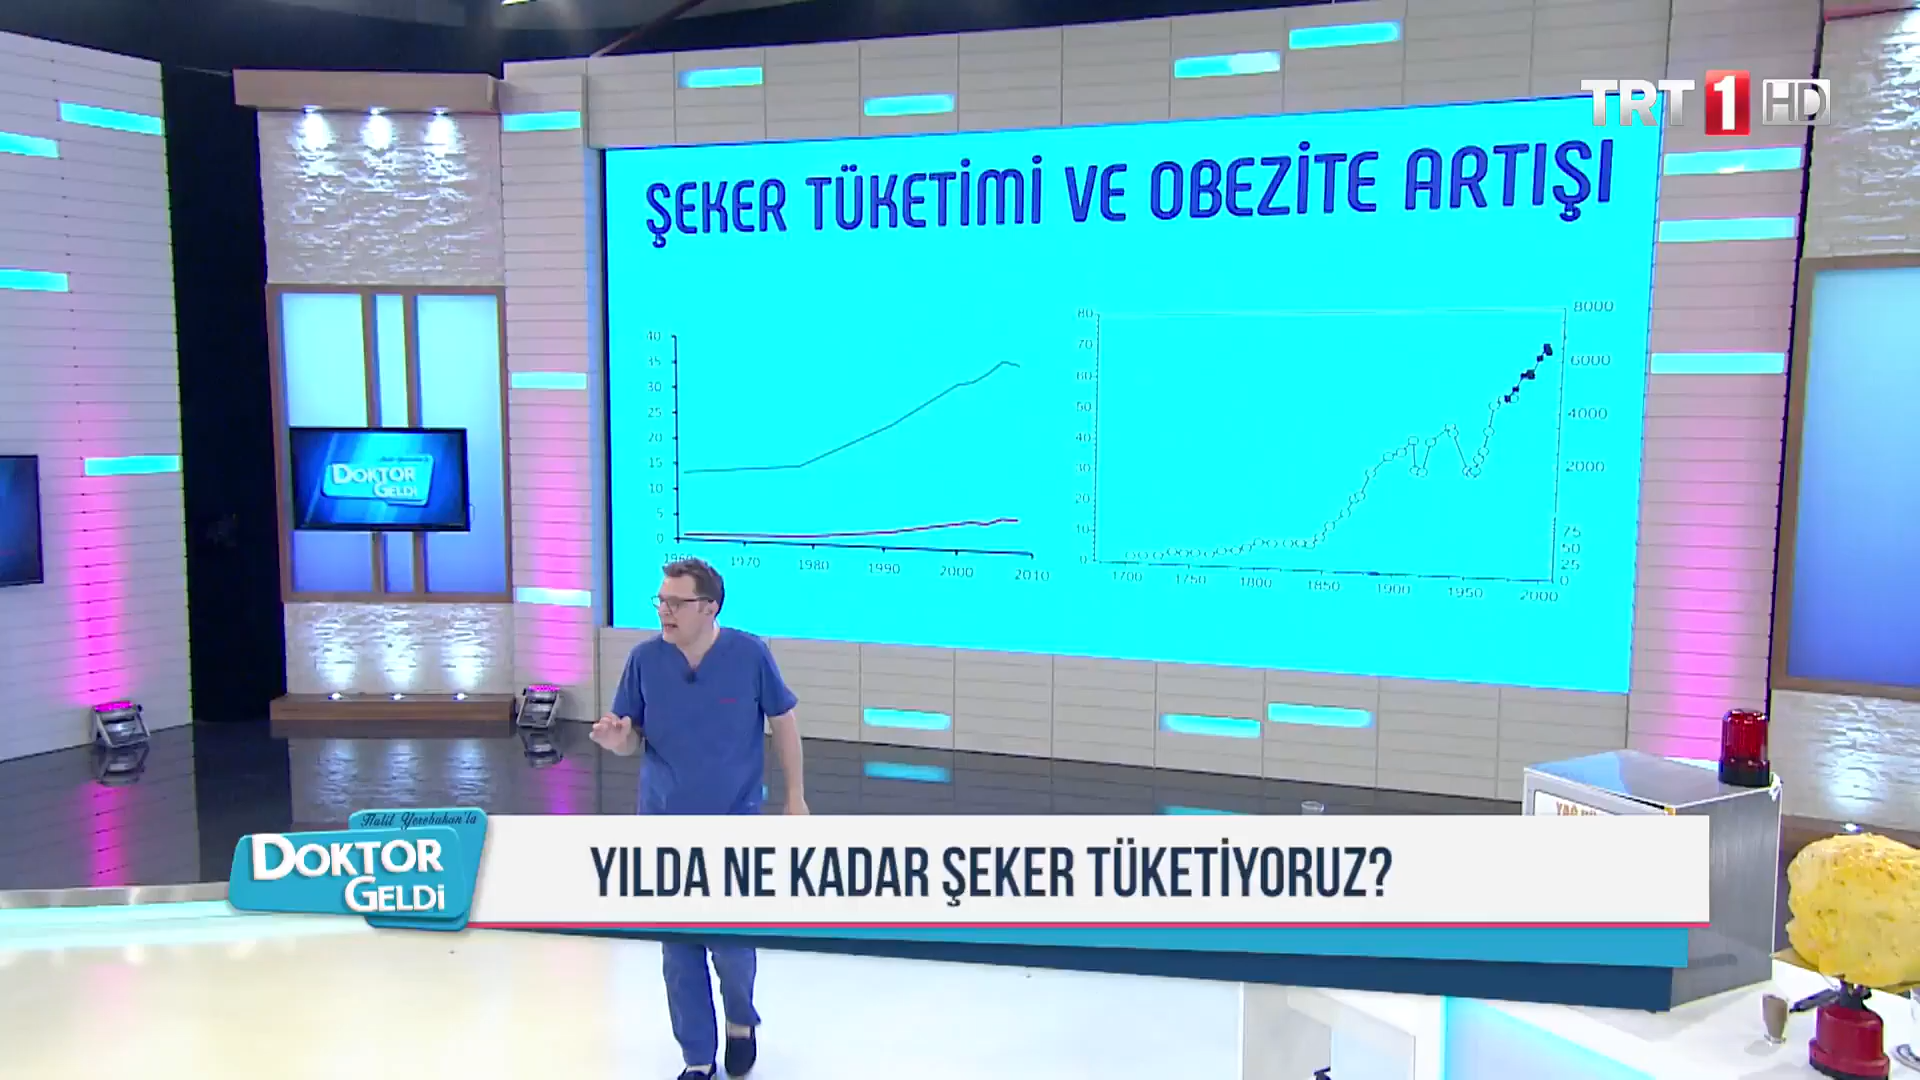 TRT 1 HD
ŞEKER TÜKETİMİ VE OBEZİTE ARTIŞI
40
35
30
25
20
15
10
5
0
1960 1970 1980 1990 2000 2010
80
70
60
50
40
30
20
10
0
1700 1750 1800 1850 1900 1950 2000
8000
6000
4000
2000
75
50
25
0
DOKTOR
GELDİ
Halil Yerebakan'la
DOKTOR
GELDİ
YILDA NE KADAR ŞEKER TÜKETİYORUZ?